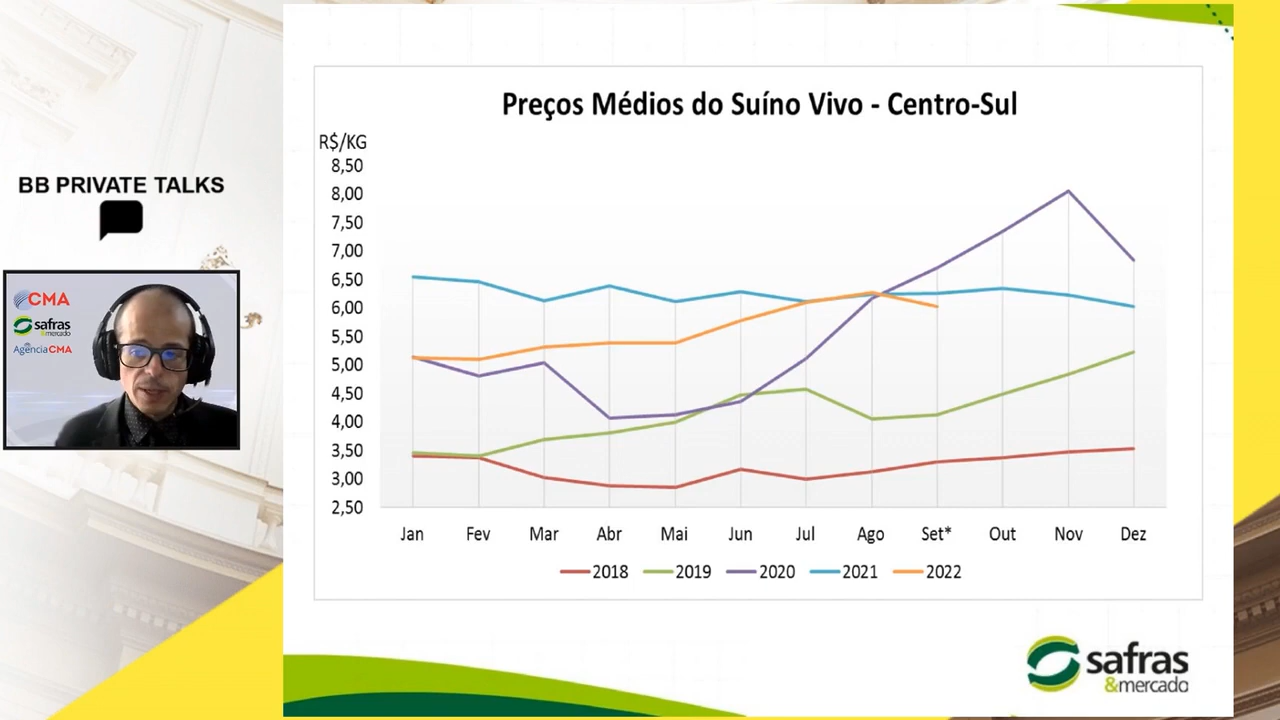 BB PRIVATE TALKS
CMA
safras
&mercado
Agência CMA
Preços Médios do Suíno Vivo - Centro-Sul
R$/KG
8,50
8,00
7,50
7,00
6,50
6,00
5,50
5,00
4,50
4,00
3,50
3,00
2,50
Jan Fev Mar Abr Mai Jun Jul Ago Set* Out Nov Dez
2018 2019 2020 2021 2022
safras
&mercado